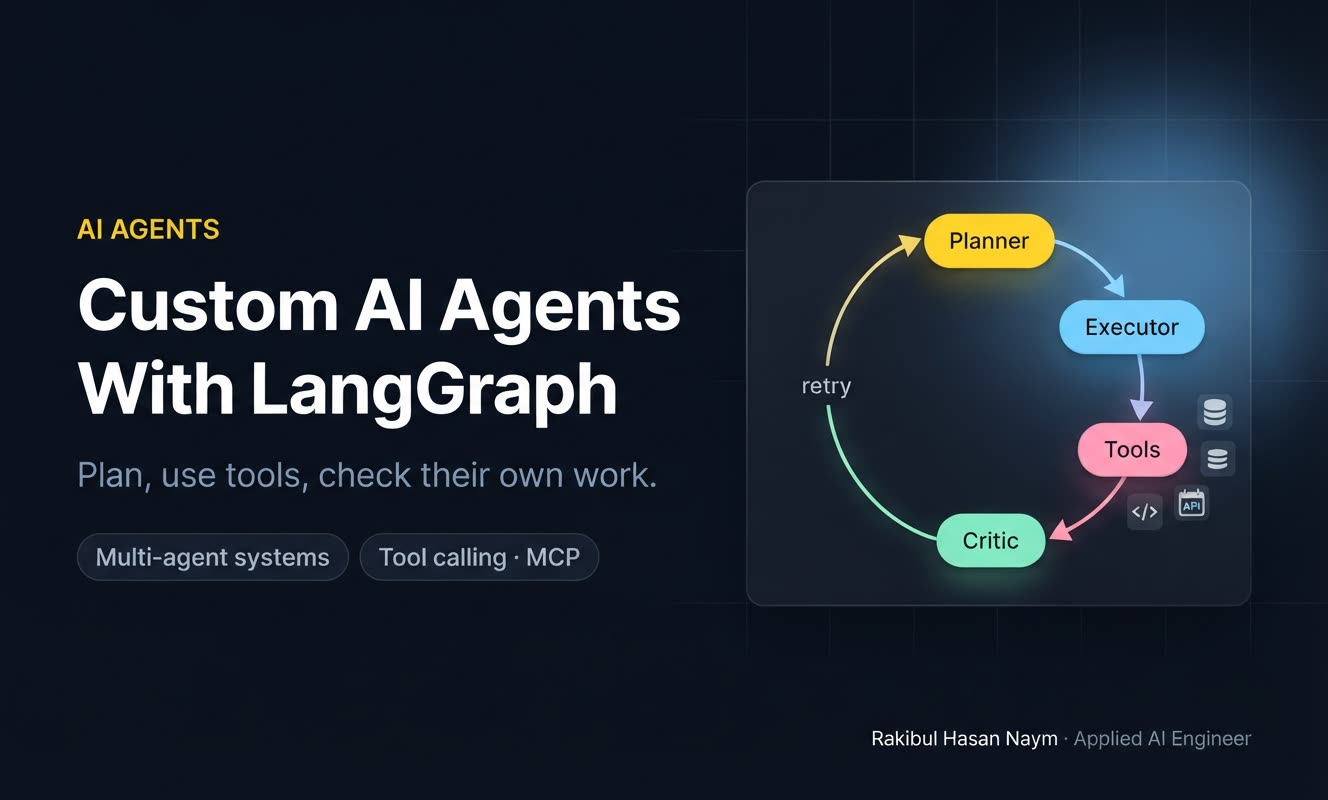 AI AGENTS
Custom AI Agents
With LangGraph
Plan, use tools, check their own work.
Multi-agent systems
Tool calling · MCP
Planner
Executor
retry
Tools
API
</>
Critic
Rakibul Hasan Naym · Applied AI Engineer